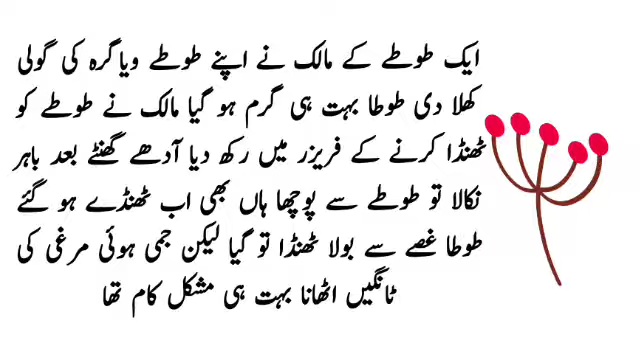 ایک طوطے کے مالک نے اپنے طوطے ویاگرہ کی گولی
کھلا دی طوطا بہت ہی گرم ہو گیا مالک نے طوطے کو
ٹھنڈا کرنے کے فریزر میں رکھ دیا آدھے گھنٹے بعد باہر
نکالا تو طوطے سے پوچھا ہاں بھی اب ٹھنڈے ہو گئے
طوطا غصے سے بولا ٹھنڈا تو گیا لیکن جمی ہوئی مرغی کی
ٹانگیں اٹھانا بہت ہی مشکل کام تھا